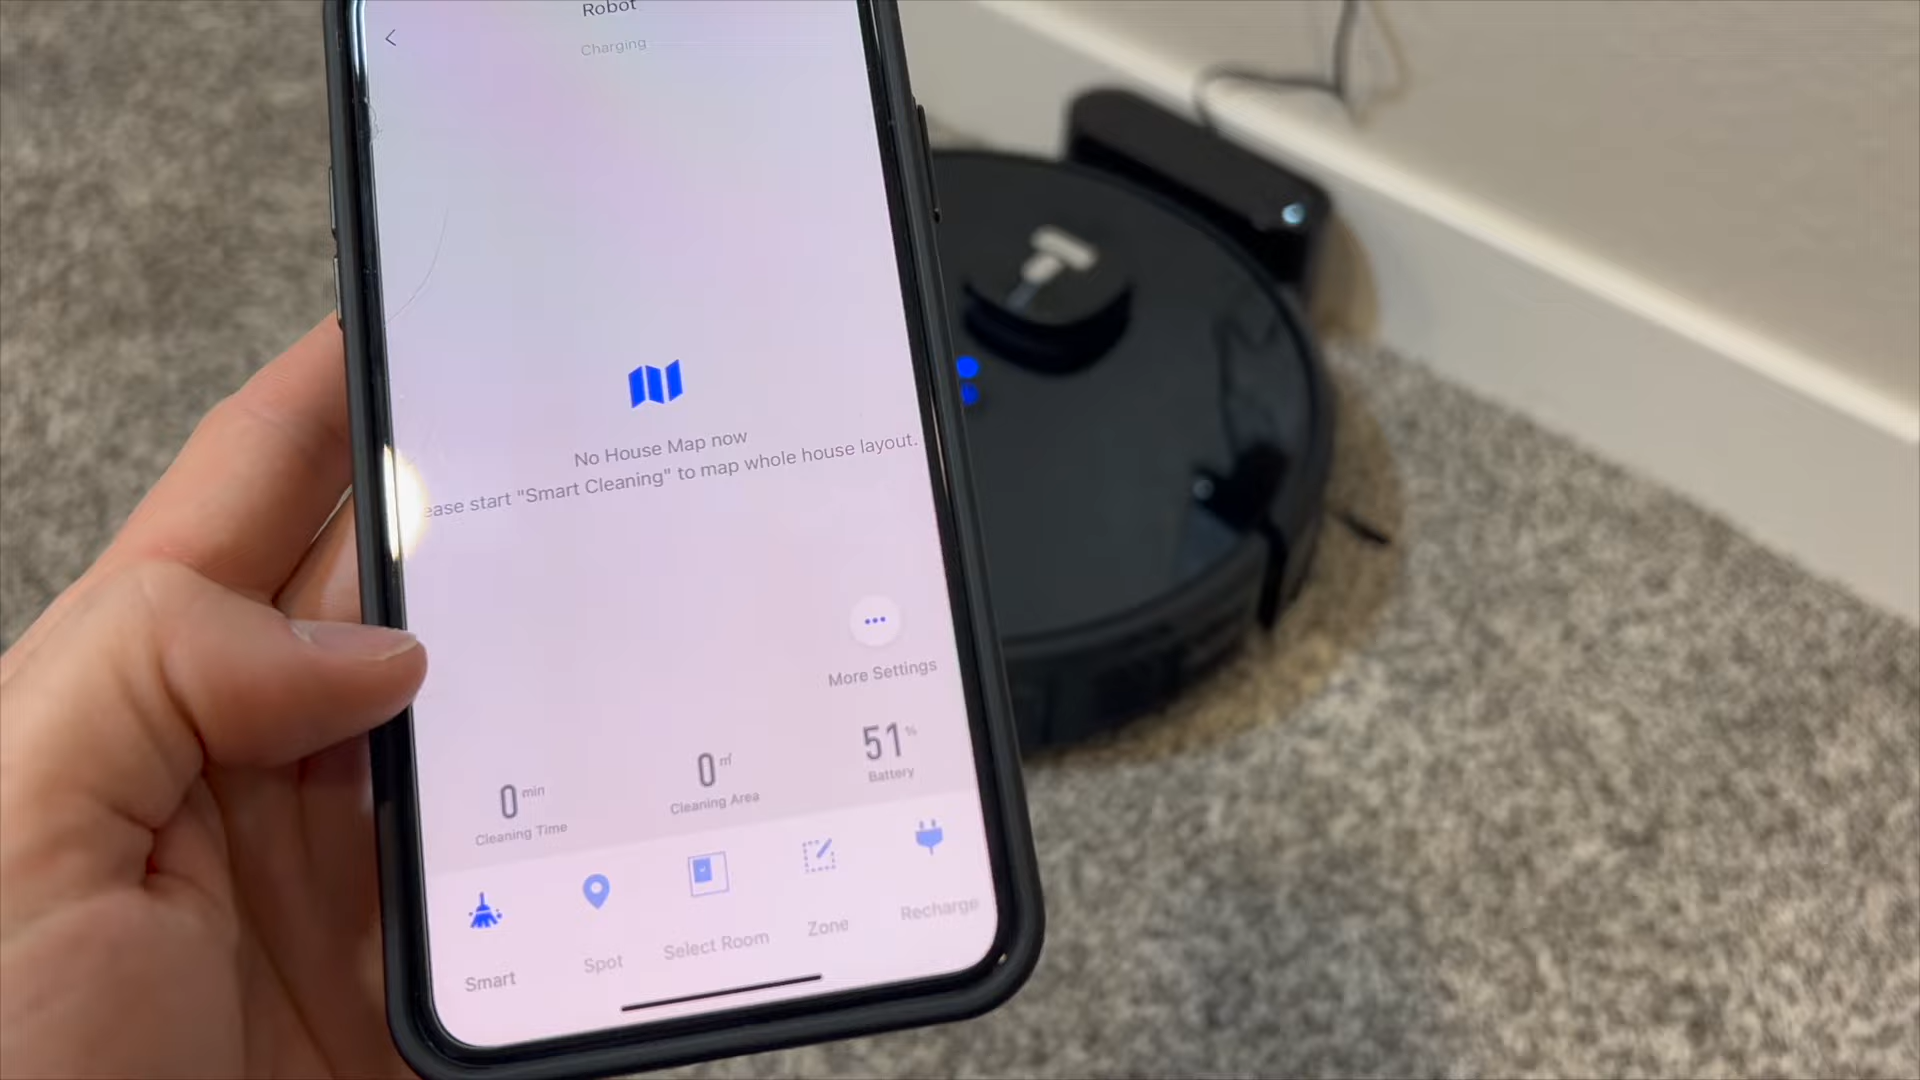 Robot
Charging
No House Map now
ease start "Smart Cleaning" to map whole house layout.
More Settings
0 min
Cleaning Time
0 ㎡
Cleaning Area
51 %
Battery
Smart
Spot
Select Room
Zone
Recharge